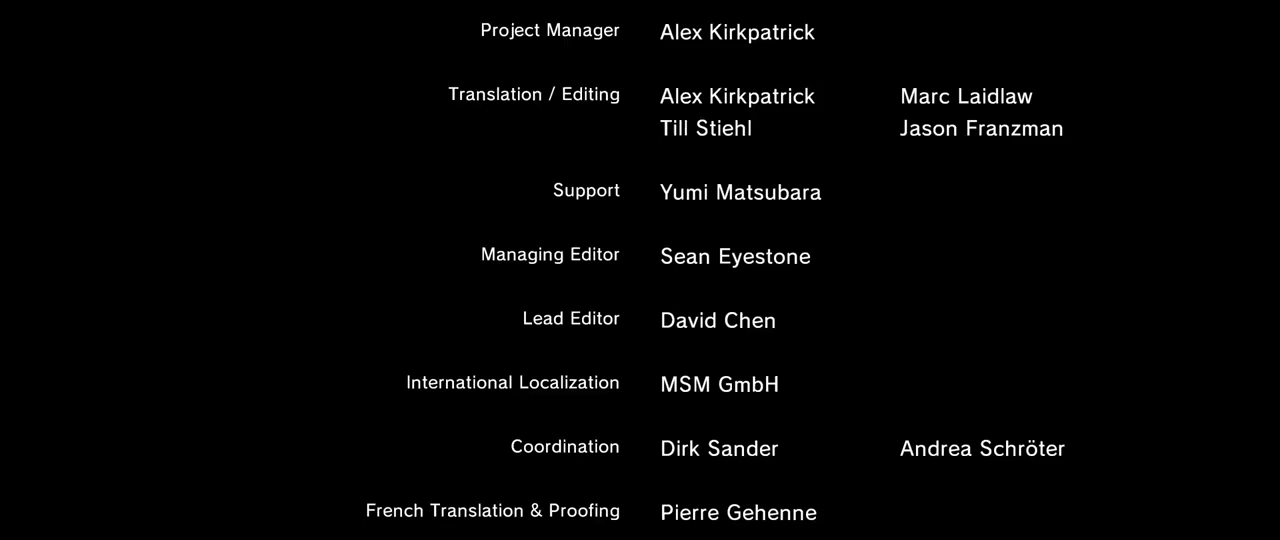 Project Manager Alex Kirkpatrick
Translation / Editing Alex Kirkpatrick Marc Laidlaw
Till Stiehl Jason Franzman
Support Yumi Matsubara
Managing Editor Sean Eyestone
Lead Editor David Chen
International Localization MSM GmbH
Coordination Dirk Sander Andrea Schröter
French Translation & Proofing Pierre Gehenne